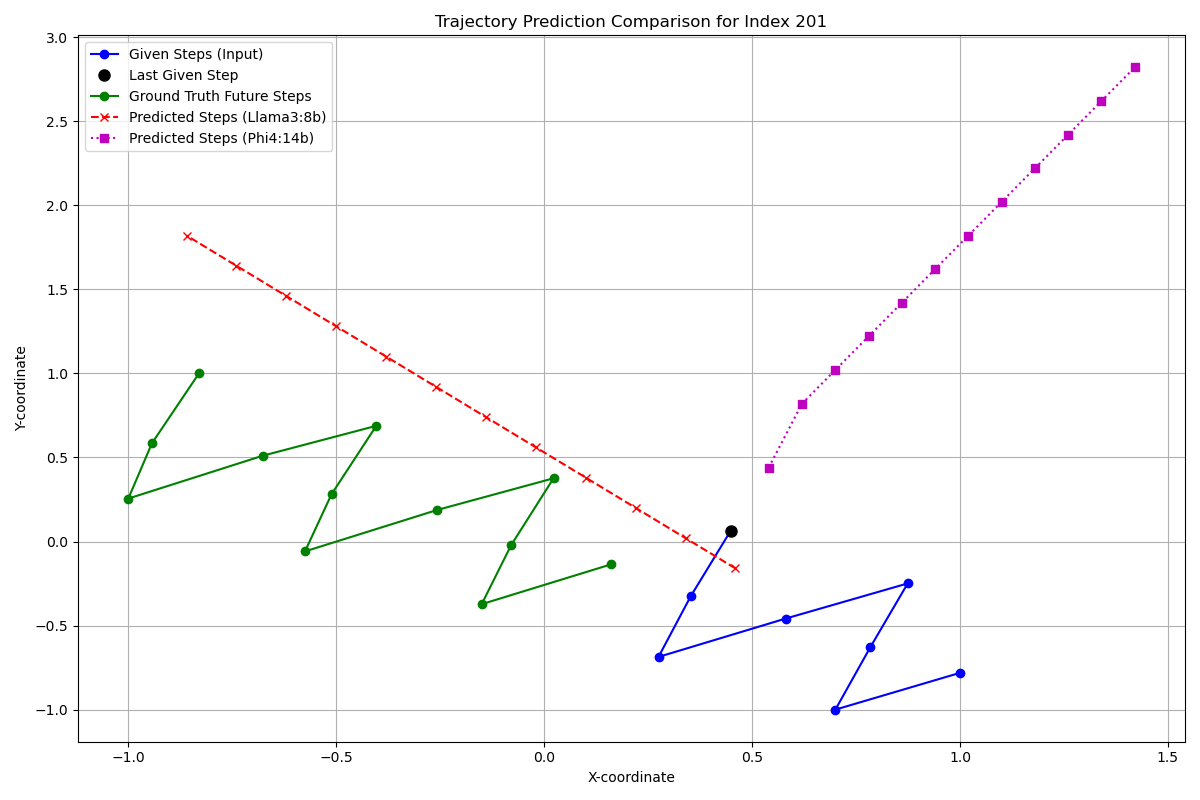 Trajectory Prediction Comparison for Index 201
Given Steps (Input)
Last Given Step
Ground Truth Future Steps
Predicted Steps (Llama3:8b)
Predicted Steps (Phi4:14b)
Y-coordinate
3.0
2.5
2.0
1.5
1.0
0.5
0.0
−0.5
−1.0
−1.0 −0.5 0.0 0.5 1.0 1.5
X-coordinate